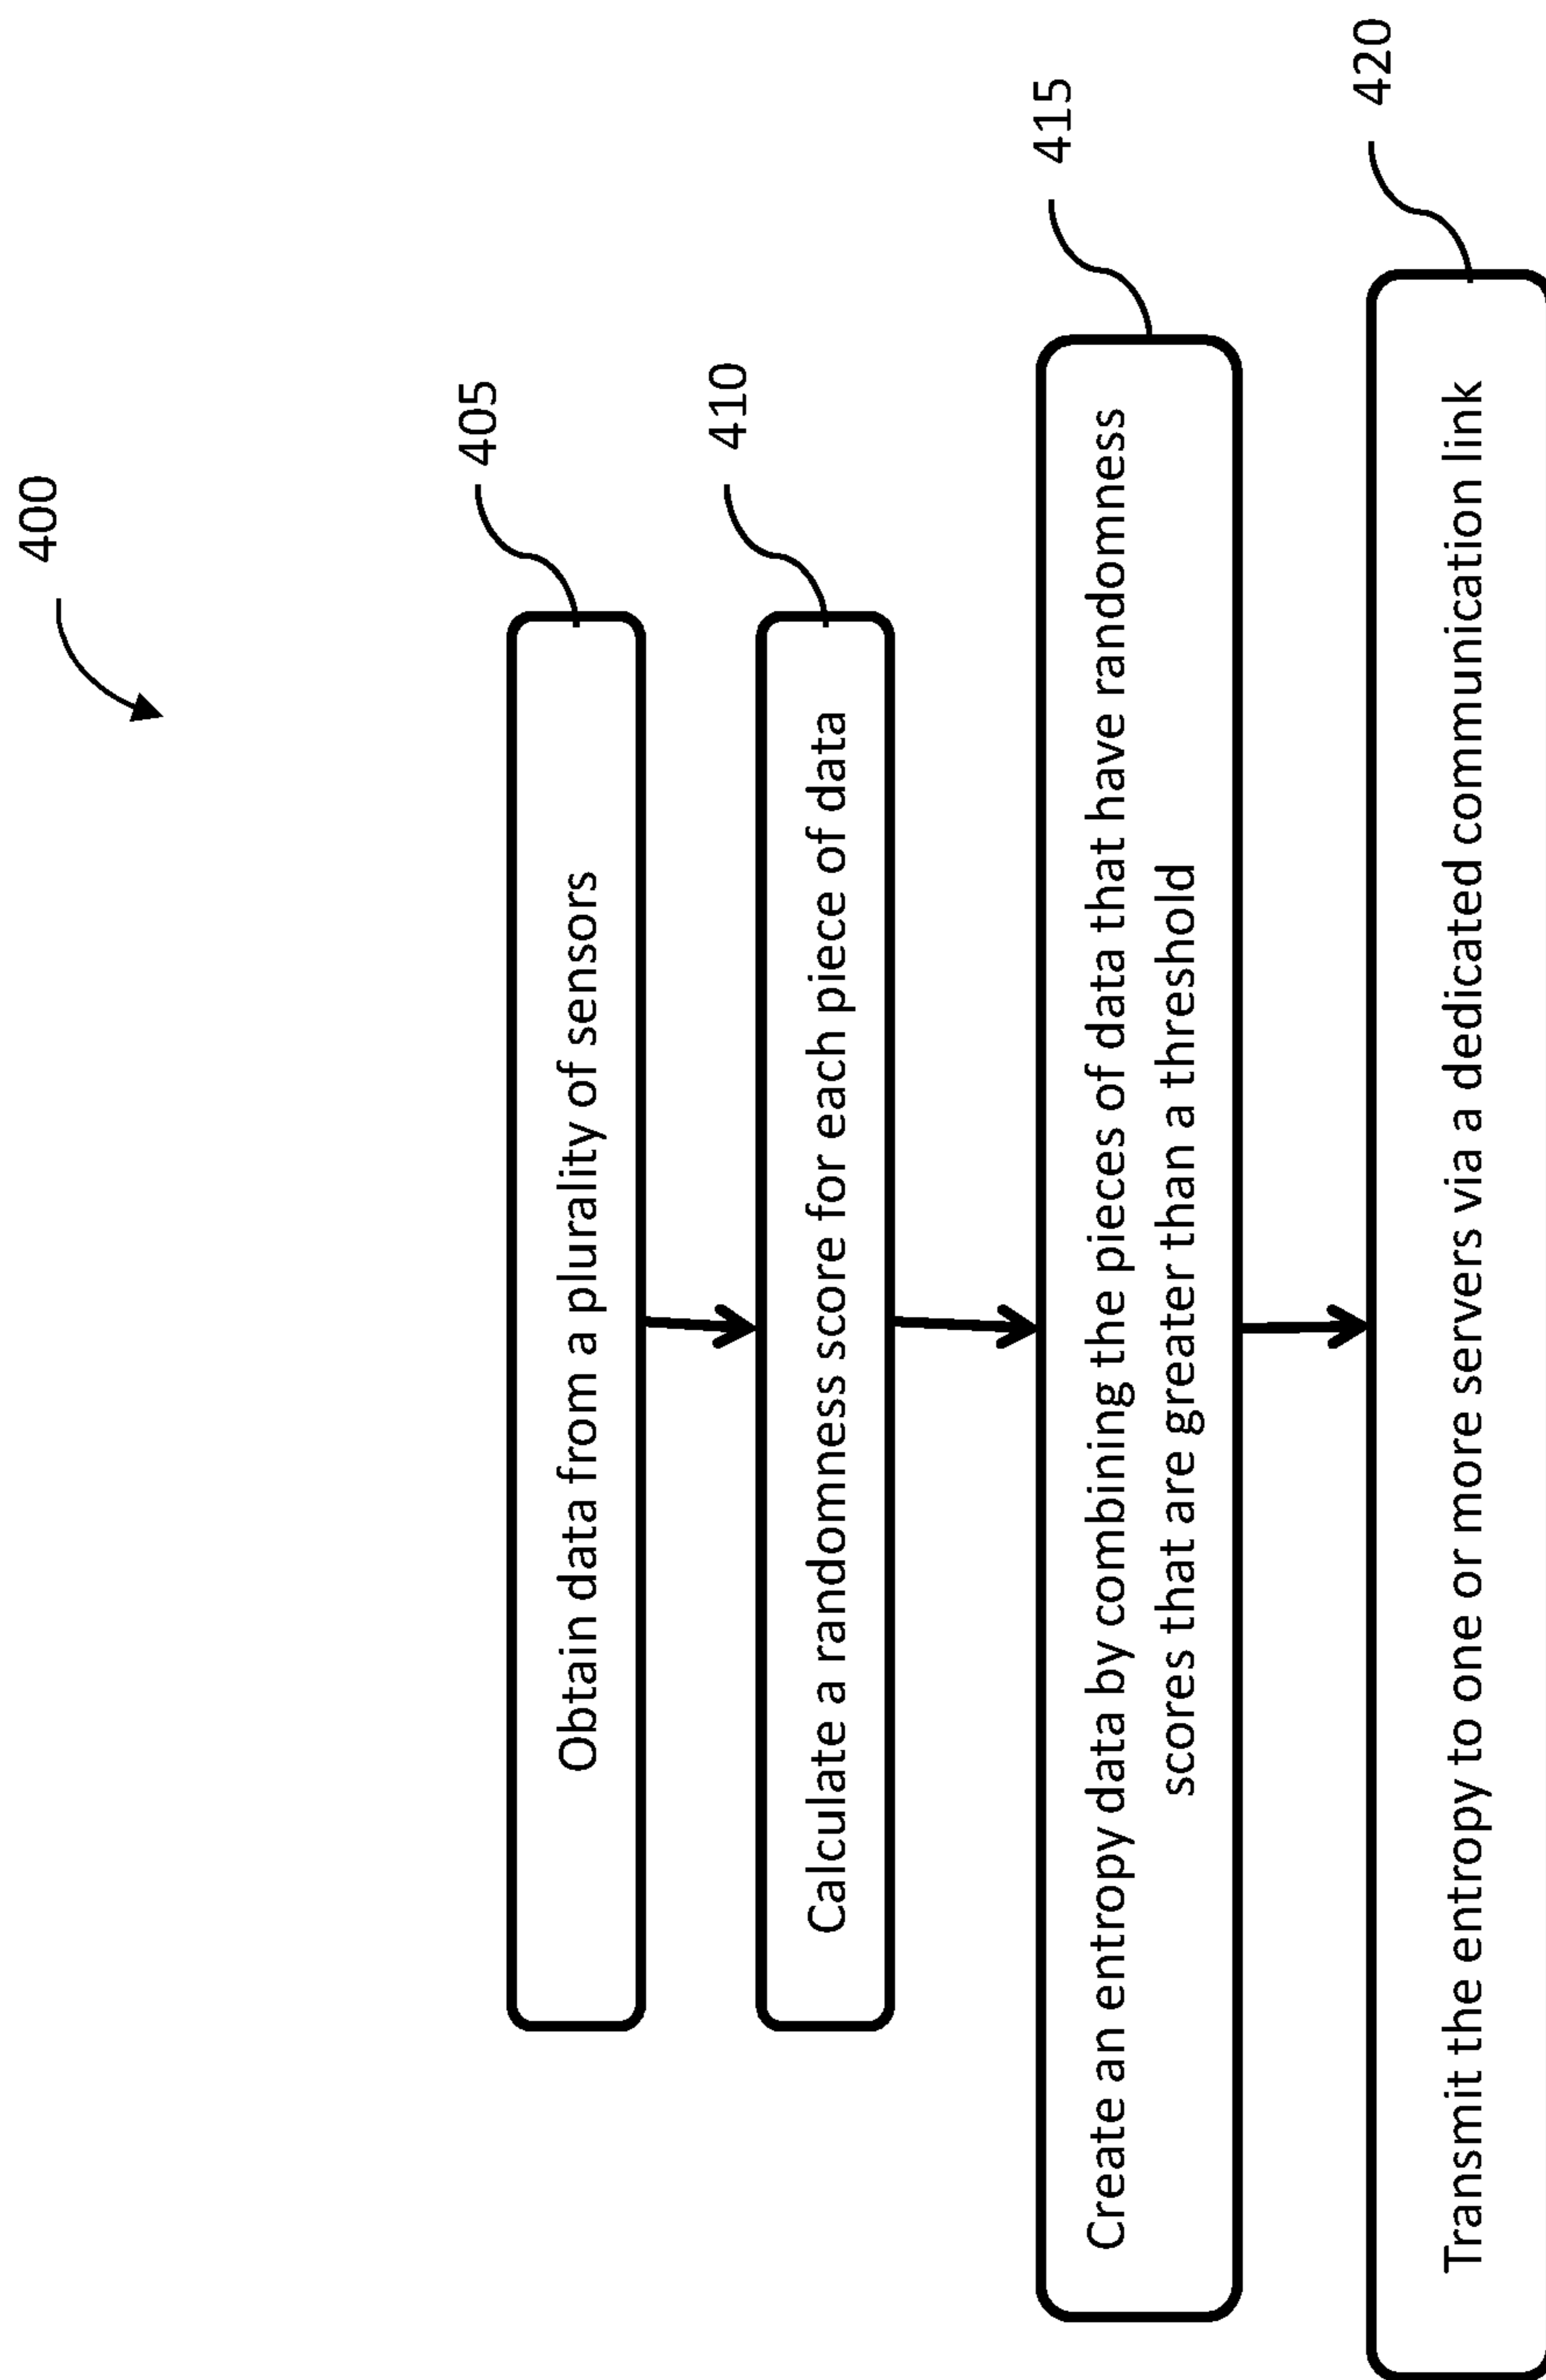 400
405
Obtain data from a plurality of sensors
410
Calculate a randomness score for each piece of data
415
Create an entropy data by combining the pieces of data that have randomness
scores that are greater than a threshold
420
Transmit the entropy to one or more servers via a dedicated communication link